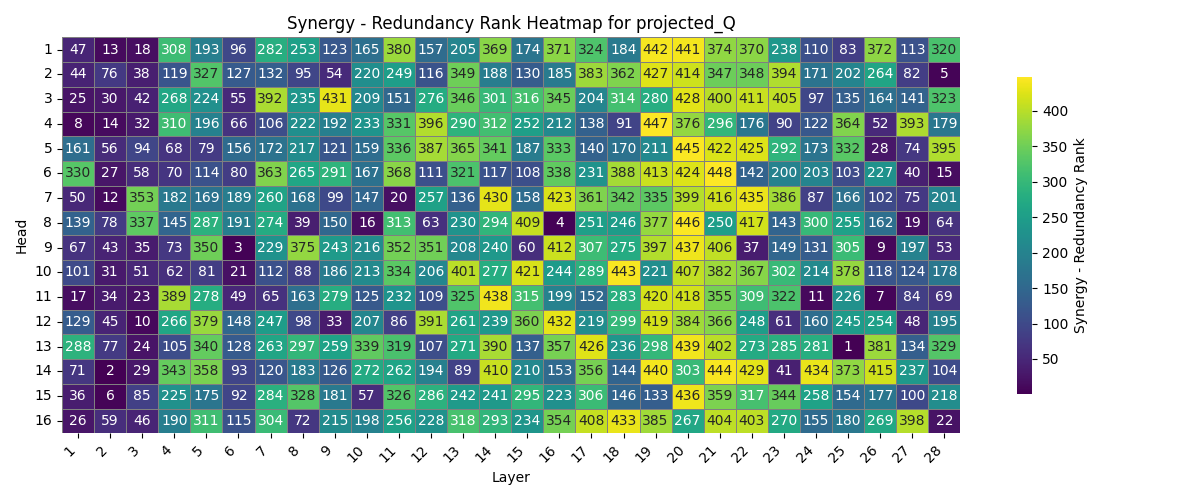 Synergy - Redundancy Rank Heatmap for projected_Q
1 47 13 18 308 193 96 282 253 123 165 380 157 205 369 174 371 324 184 442 441 374 370 238 110 83 372 113 320
2 44 76 38 119 327 127 132 95 54 220 249 116 349 188 130 185 383 362 427 414 347 348 394 171 202 264 82 5
3 25 30 42 268 224 55 392 235 431 209 151 276 346 301 316 345 204 314 280 428 400 411 405 97 135 164 141 323
4 8 14 32 310 196 66 106 222 192 233 331 396 290 312 252 212 138 91 447 376 296 176 90 122 364 52 393 179
5 161 56 94 68 79 156 172 217 121 159 336 387 365 341 187 333 140 170 211 445 422 425 292 173 332 28 74 395
6 330 27 58 70 114 80 363 265 291 167 368 111 321 117 108 338 231 388 413 424 448 142 200 203 103 227 40 15
7 50 12 353 182 169 189 260 168 99 147 20 257 136 430 158 423 361 342 335 399 416 435 386 87 166 102 75 201
8 139 78 337 145 287 191 274 39 150 16 313 63 230 294 409 4 251 246 377 446 250 417 143 300 255 162 19 64
9 67 43 35 73 350 3 229 375 243 216 352 351 208 240 60 412 307 275 397 437 406 37 149 131 305 9 197 53
10 101 31 51 62 81 21 112 88 186 213 334 206 401 277 421 244 289 443 221 407 382 367 302 214 378 118 124 178
11 17 34 23 389 278 49 65 163 279 125 232 109 325 438 315 199 152 283 420 418 355 309 322 11 226 7 84 69
12 129 45 10 266 379 148 247 98 33 207 86 391 261 239 360 432 219 299 419 384 366 248 61 160 245 254 48 195
13 288 77 24 105 340 128 263 297 259 339 319 107 271 390 137 357 426 236 298 439 402 273 285 281 1 381 134 329
14 71 2 29 343 358 93 120 183 126 272 262 194 89 410 210 153 356 144 440 303 444 429 41 434 373 415 237 104
15 36 6 85 225 175 92 284 328 181 57 326 286 242 241 295 223 306 146 133 436 359 317 344 258 154 177 100 218
16 26 59 46 190 311 115 304 72 215 198 256 228 318 293 234 354 408 433 385 267 404 403 270 155 180 269 398 22
1 2 3 4 5 6 7 8 9 10 11 12 13 14 15 16 17 18 19 20 21 22 23 24 25 26 27 28
Layer
Head
400
350
300
250
200
150
100
50
Synergy - Redundancy Rank